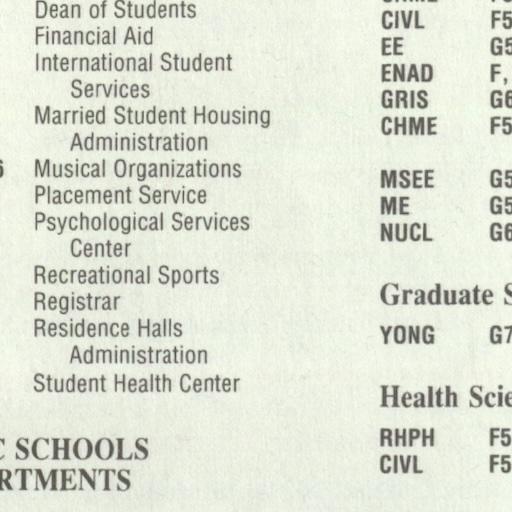 Dean of Students
Financial Aid
International Student
Services
Married Student Housing
Administration
6 Musical Organizations
Placement Service
Psychological Services
Center
Recreational Sports
Registrar
Residence Halls
Administration
Student Health Center
C SCHOOLS
RTMENTS
CIVL F5
EE G5
ENAD F,
GRIS G6
CHME F5
MSEE G5
ME G5
NUCL G6
Graduate S
YONG G7
Health Scie
RHPH F5
CIVL F5